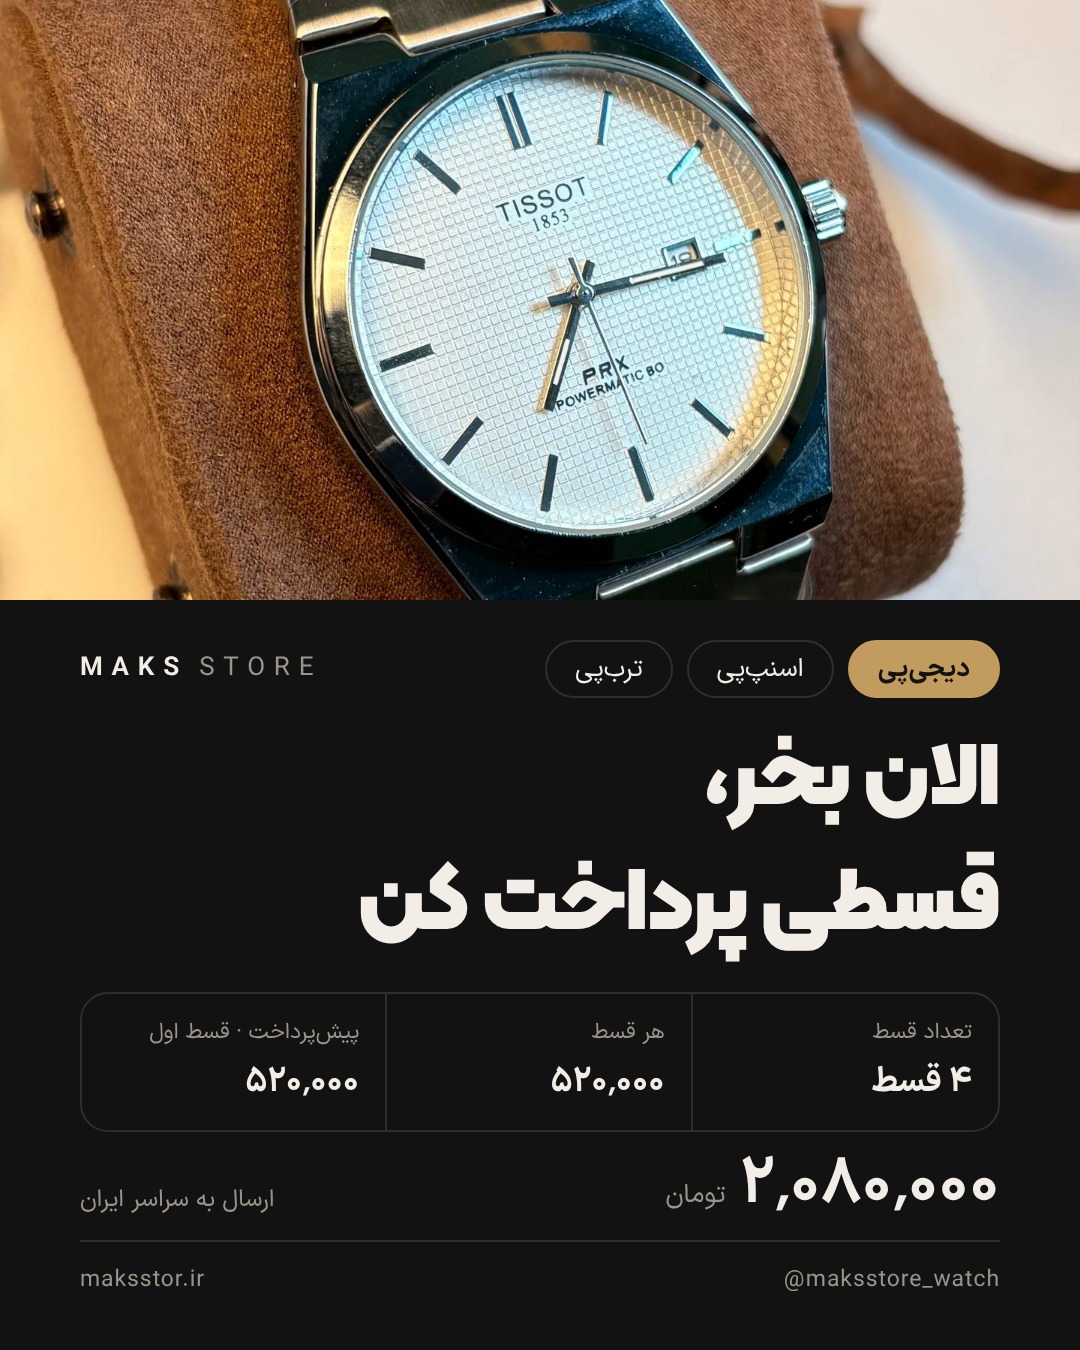 TISSOT
1853
PRX
POWERMATIC 80
MAKS STORE
دیجی‌پی
اسنپ‌پی
ترب‌پی
الان بخر،
قسطی پرداخت کن
تعداد قسط
۴ قسط
هر قسط
۵۲۰,۰۰۰
پیش‌پرداخت · قسط اول
۵۲۰,۰۰۰
۲,۰۸۰,۰۰۰ تومان
ارسال به سراسر ایران
maksstor.ir
@maksstore_watch